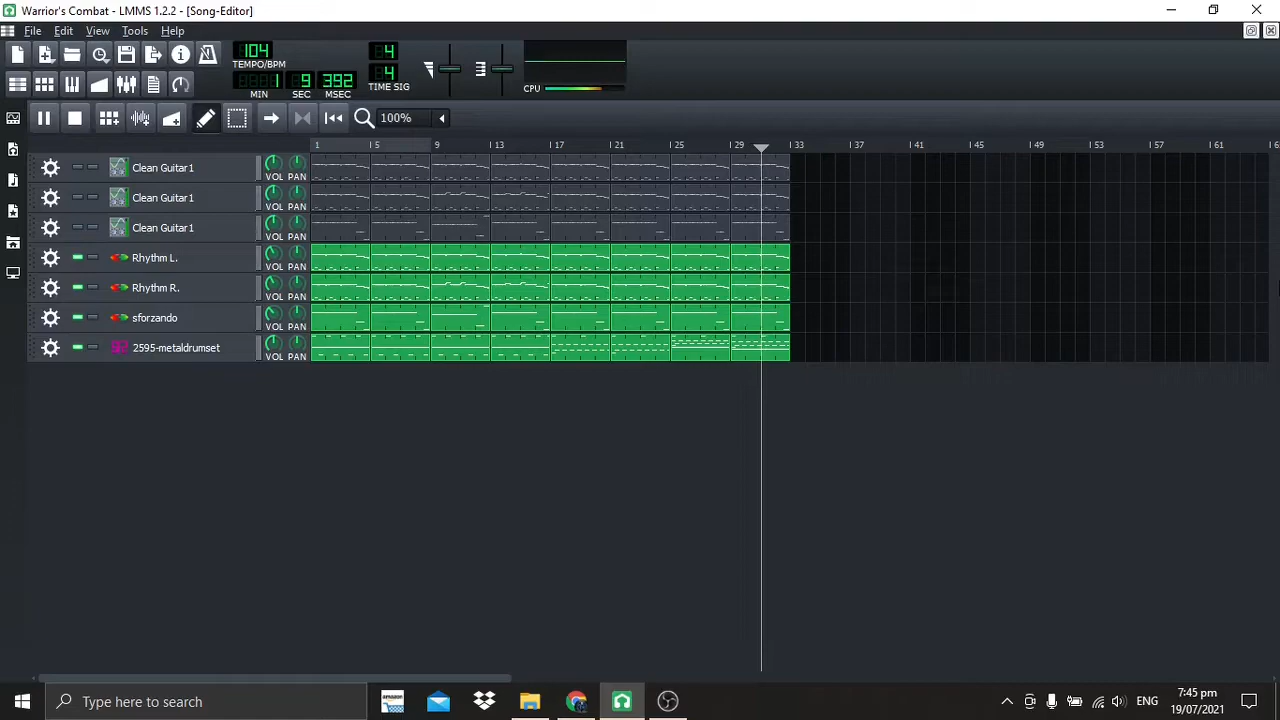 Warrior's Combat - LMMS 1.2.2 - [Song-Editor]
File Edit View Tools Help
104
TEMPO/BPM
1 9 392
MIN SEC MSEC
4
4
TIME SIG
CPU
100%
1 5 9 13 17 21 25 29 33 37 41 45 49 53 57 61 6
Clean Guitar1 VOL PAN
Clean Guitar1 VOL PAN
Clean Guitar1 VOL PAN
Rhythm L. VOL PAN
Rhythm R. VOL PAN
sforzando VOL PAN
2595-metaldrumset VOL PAN
Type here to search
amazon
ENG
7:45 pm
19/07/2021